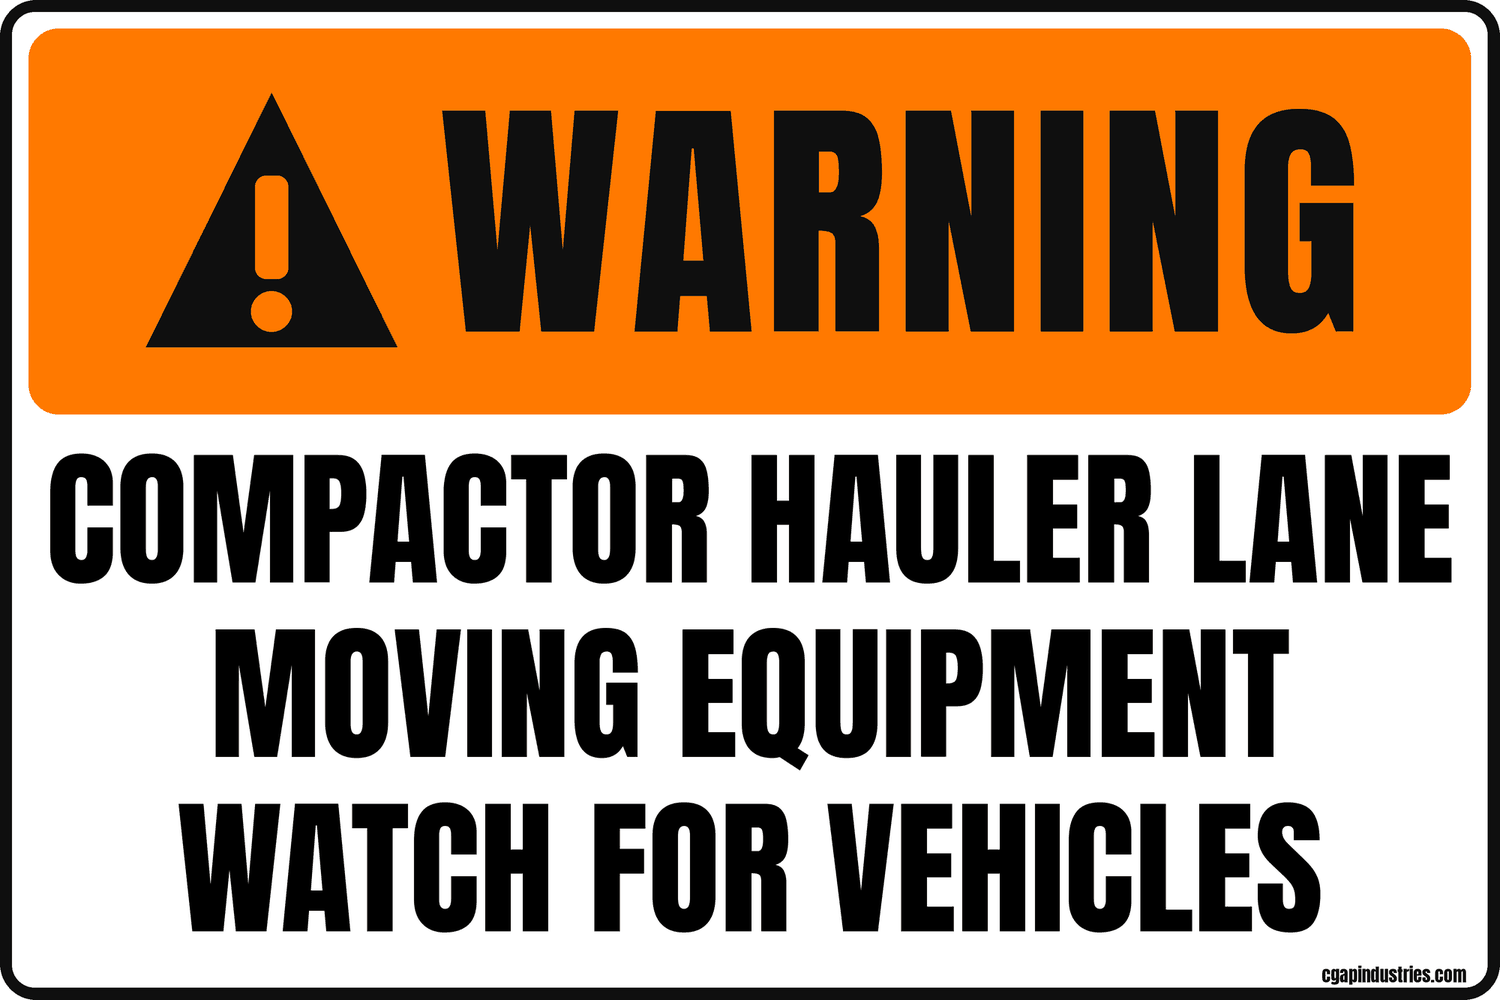 WARNING
COMPACTOR HAULER LANE
MOVING EQUIPMENT
WATCH FOR VEHICLES
cgapindustries.com